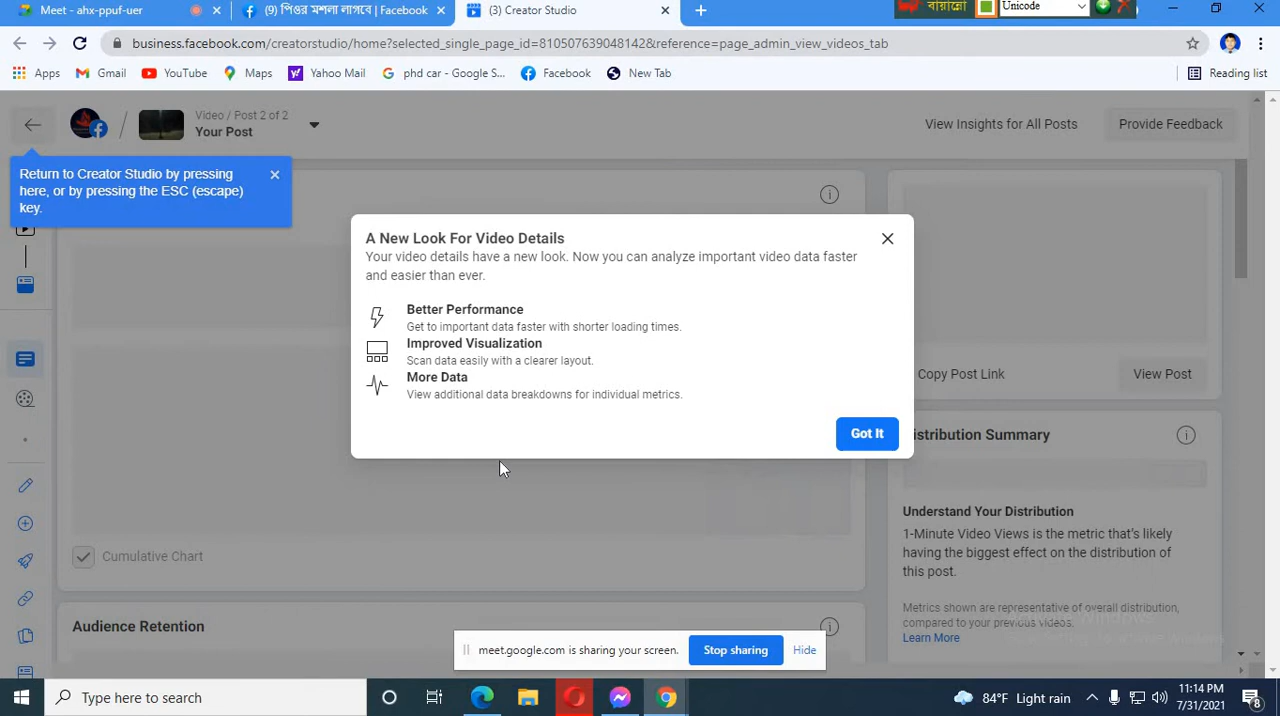 Meet - ahx-ppuf-uer
(9) পিওর মশলা লাগবে | Facebook
(3) Creator Studio
বায়ান্নো
Unicode
business.facebook.com/creatorstudio/home?selected_single_page_id=810507639048142&reference=page_admin_view_videos_tab
Apps
Gmail
YouTube
Maps
Yahoo Mail
phd car - Google S...
Facebook
New Tab
Reading list
Video / Post 2 of 2
Your Post
View Insights for All Posts
Provide Feedback
Return to Creator Studio by pressing
here, or by pressing the ESC (escape)
key.
A New Look For Video Details
Your video details have a new look. Now you can analyze important video data faster
and easier than ever.
Better Performance
Get to important data faster with shorter loading times.
Improved Visualization
Scan data easily with a clearer layout.
More Data
View additional data breakdowns for individual metrics.
Got It
Copy Post Link
View Post
istribution Summary
Understand Your Distribution
1-Minute Video Views is the metric that's likely
having the biggest effect on the distribution of
this post.
Metrics shown are representative of overall distribution,
compared to your previous videos.
Learn More
Cumulative Chart
Audience Retention
meet.google.com is sharing your screen.
Stop sharing
Hide
Type here to search
84°F Light rain
11:14 PM
7/31/2021
8